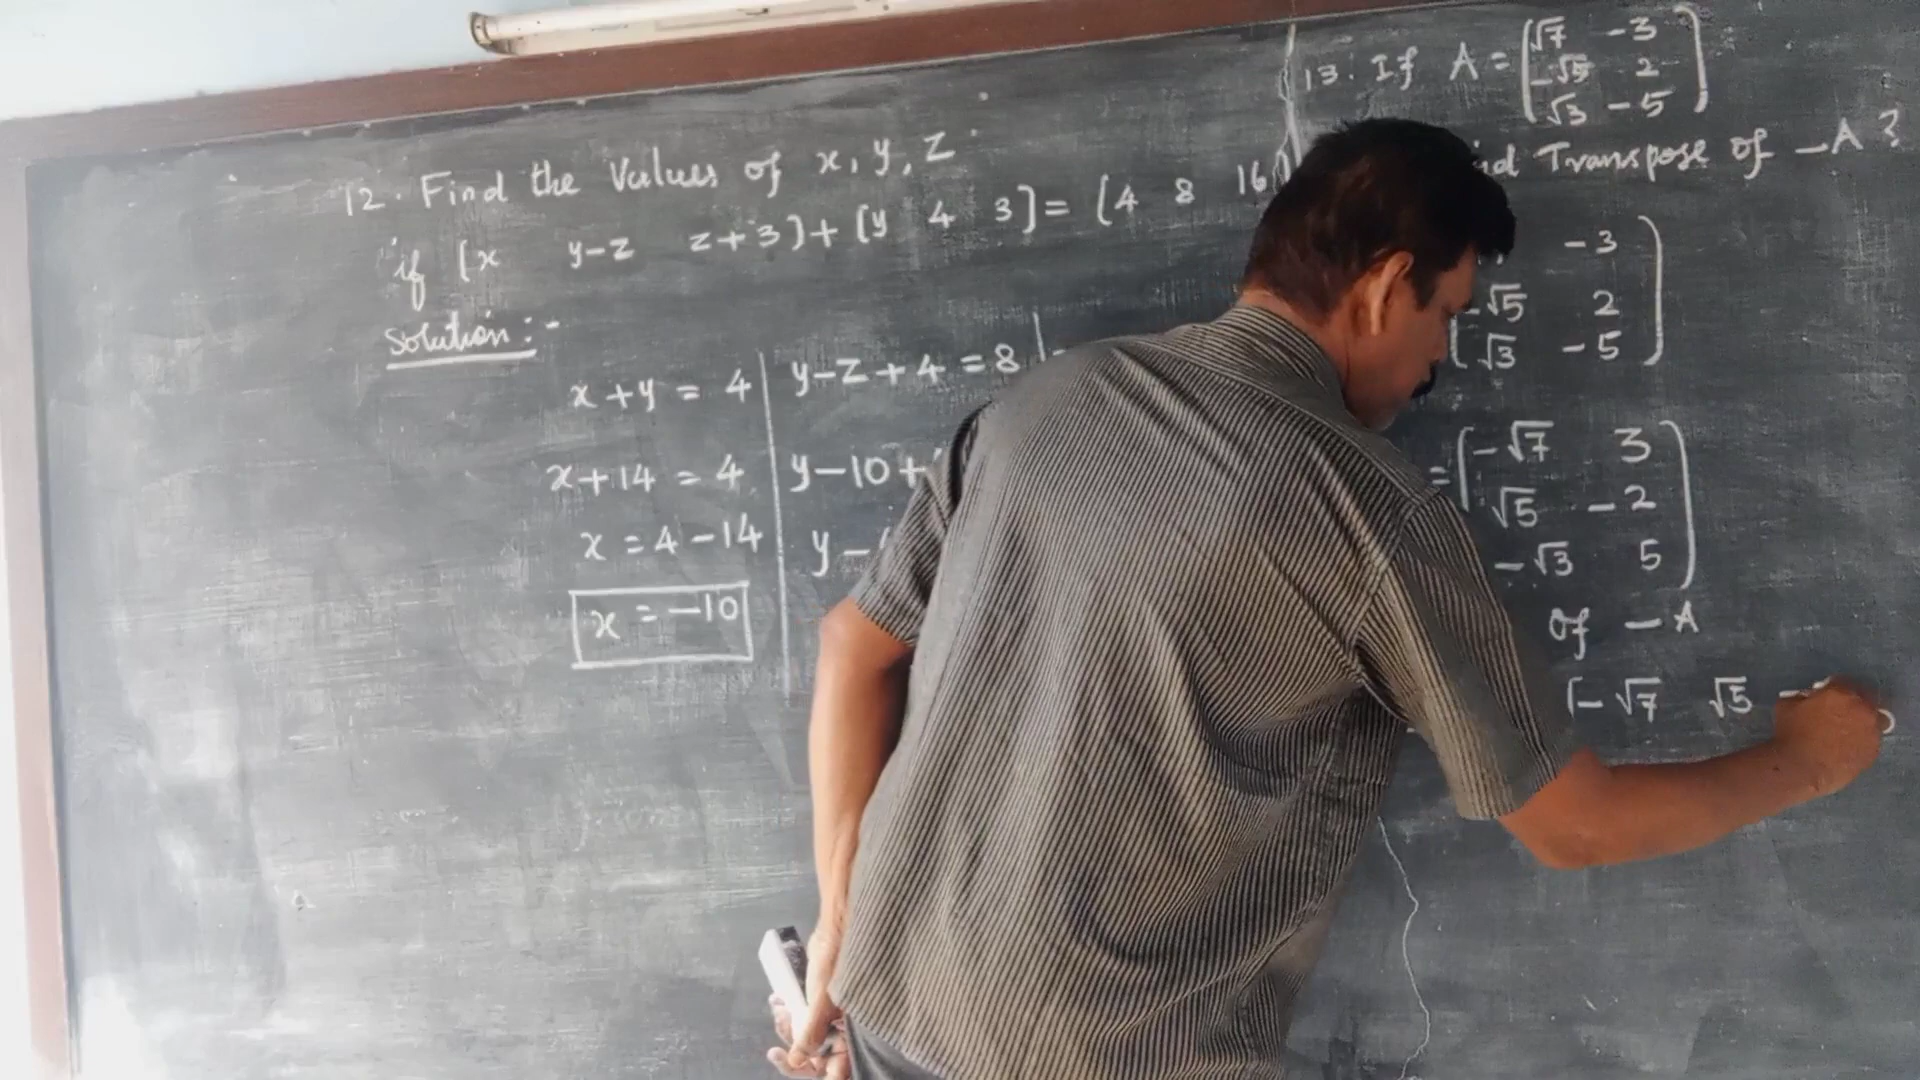 12. Find the Values of x, y, z
if [x y-z z+3]+[y 4 3]= [4 8 16]
Solution:-
x+y = 4
x+14 = 4
x = 4-14
x = -10
y-z+4=8
y-10+
y-
13. If A = (√7 -3
-√5 2
√3 -5)
Transpose of -A?
-3
-√5 2
√3 -5
= (-√7 3
√5 -2
-√3 5)
of -A
(-√7 √5 -